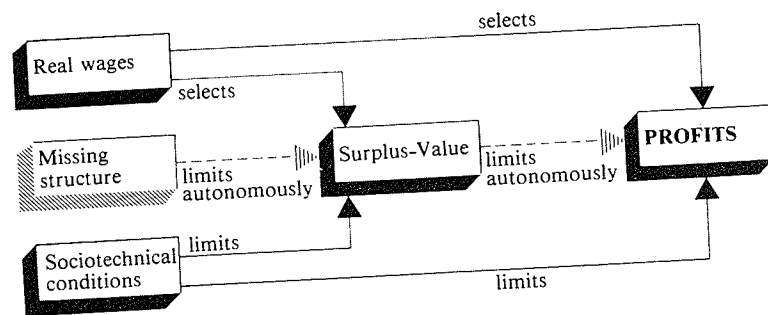 selects
Real wages
selects
PROFITS
Surplus-Value
Missing
structure
limits
autonomously
limits
autonomously
Sociotechnical
conditions
limits
limits